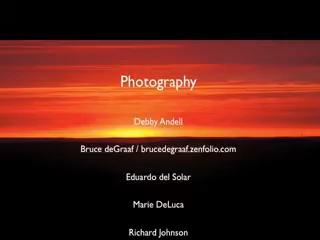 Photography
Debby Andell
Bruce deGraaf / brucedegraaf.zenfolio.com
Eduardo del Solar
Marie DeLuca
Richard Johnson